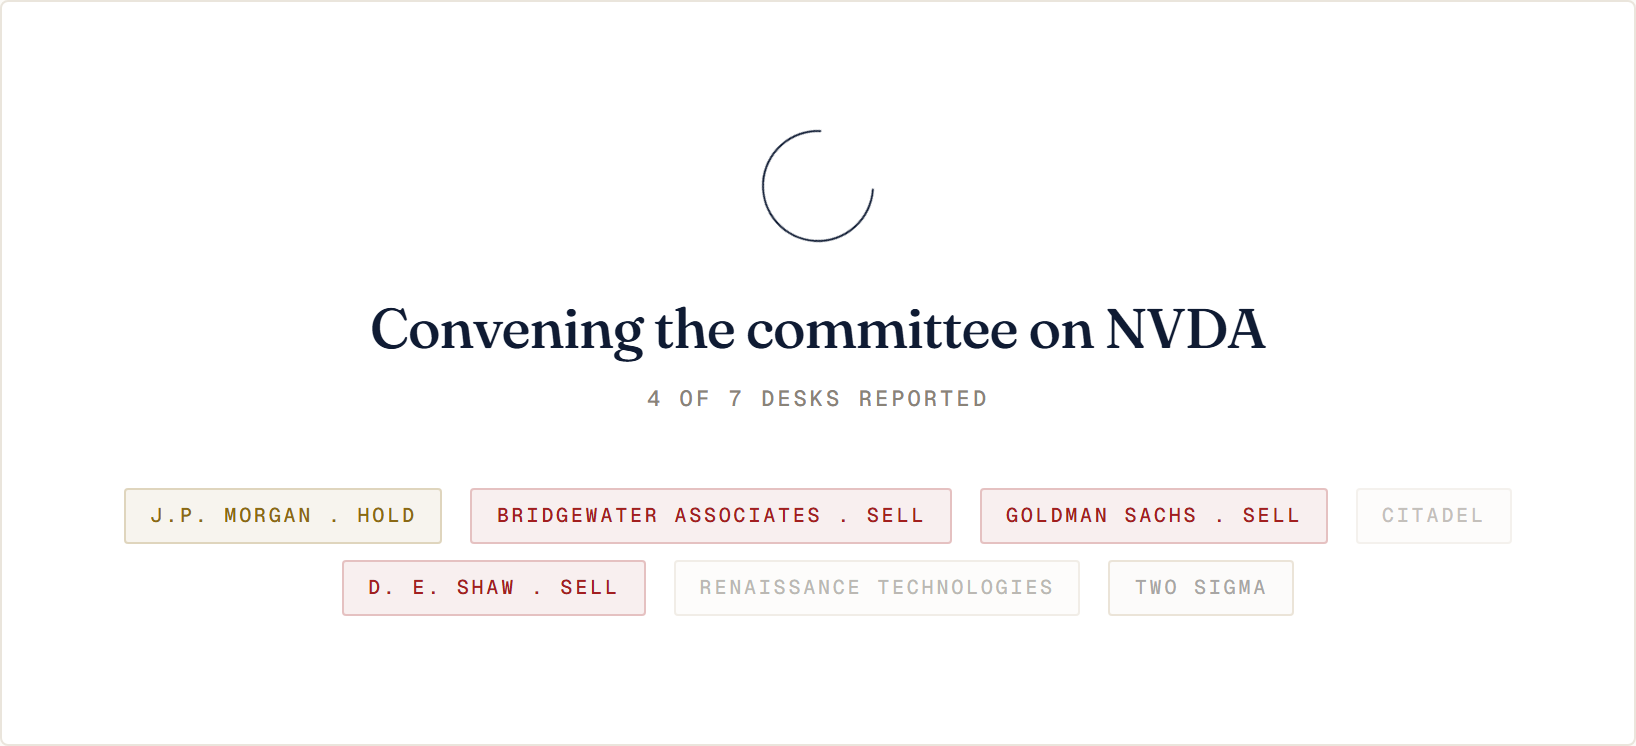 Convening the committee on NVDA
4 OF 7 DESKS REPORTED
J.P. MORGAN . HOLD
BRIDGEWATER ASSOCIATES . SELL
GOLDMAN SACHS . SELL
CITADEL
D. E. SHAW . SELL
RENAISSANCE TECHNOLOGIES
TWO SIGMA